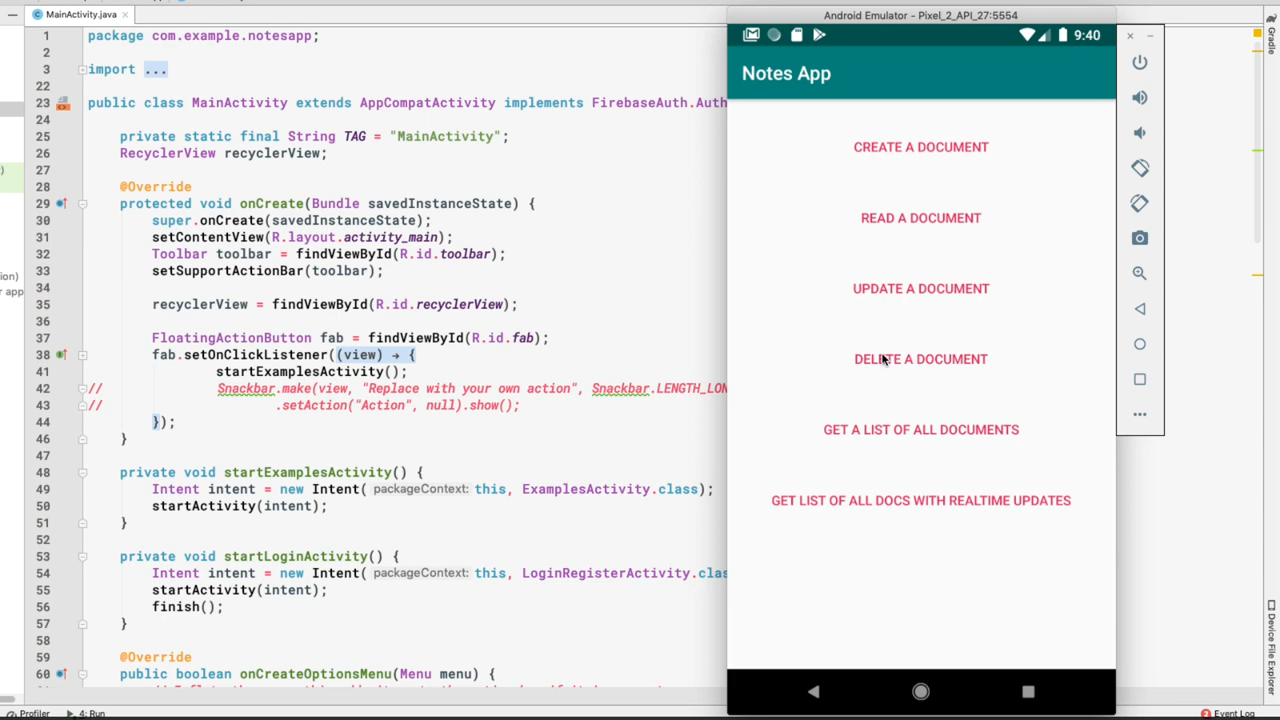 MainActivity.java ×
1 package com.example.notesapp;
2
3 import ...
22
23 public class MainActivity extends AppCompatActivity implements FirebaseAuth.Auth
24
25 private static final String TAG = "MainActivity";
26 RecyclerView recyclerView;
27
28 @Override
29 protected void onCreate(Bundle savedInstanceState) {
30 super.onCreate(savedInstanceState);
31 setContentView(R.layout.activity_main);
32 Toolbar toolbar = findViewById(R.id.toolbar);
33 setSupportActionBar(toolbar);
34
35 recyclerView = findViewById(R.id.recyclerView);
36
37 FloatingActionButton fab = findViewById(R.id.fab);
38 fab.setOnClickListener((view) → {
41 startExamplesActivity();
42 // Snackbar.make(view, "Replace with your own action", Snackbar.LENGTH_LON
43 // .setAction("Action", null).show();
44 });
46 }
47
48 private void startExamplesActivity() {
49 Intent intent = new Intent( packageContext: this, ExamplesActivity.class);
50 startActivity(intent);
51 }
52
53 private void startLoginActivity() {
54 Intent intent = new Intent( packageContext: this, LoginRegisterActivity.clas
55 startActivity(intent);
56 finish();
57 }
58
59 @Override
60 public boolean onCreateOptionsMenu(Menu menu) {
)
ion)
r app
Profiler
4: Run
Android Emulator - Pixel_2_API_27:5554
9:40
Notes App
CREATE A DOCUMENT
READ A DOCUMENT
UPDATE A DOCUMENT
DELETE A DOCUMENT
GET A LIST OF ALL DOCUMENTS
GET LIST OF ALL DOCS WITH REALTIME UPDATES
Gradle
Device File Explorer
2 Event Log